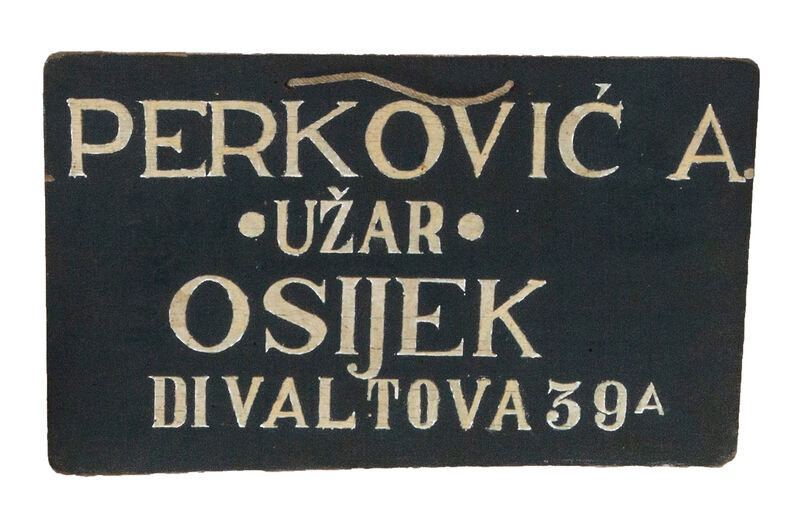 PERKOVIĆ A.
• UŽAR •
OSIJEK
DIVALTOVA 39A